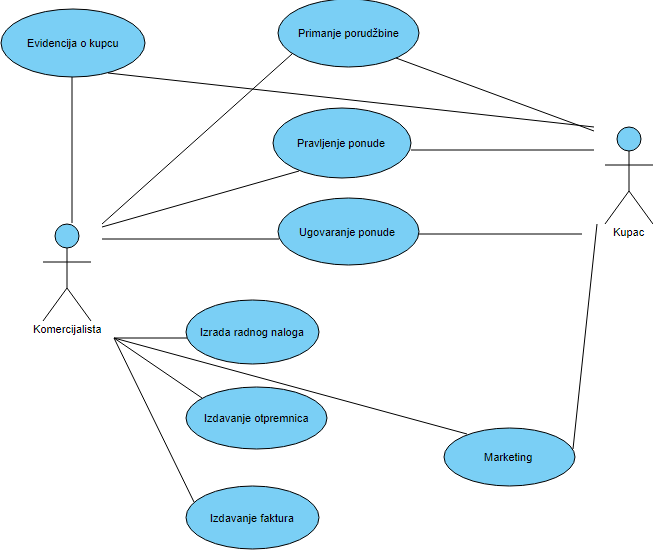 Evidencija o kupcu
Primanje porudžbine
Pravljenje ponude
Ugovaranje ponude
Kupac
Komercijalista
Izrada radnog naloga
Izdavanje otpremnica
Marketing
Izdavanje faktura